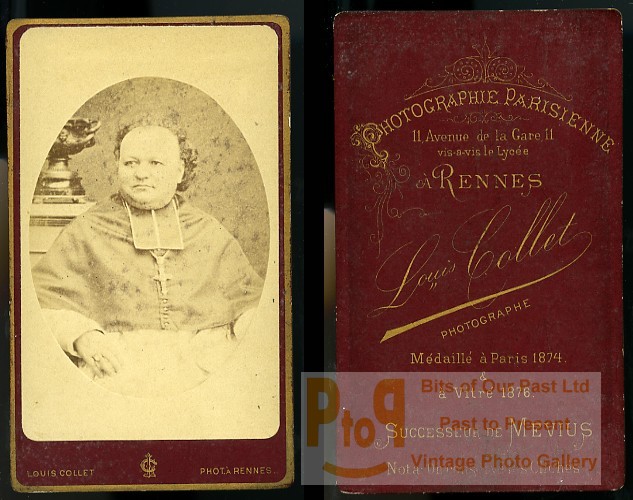 LOUIS COLLET
PHOT. A RENNES
PHOTOGRAPHIE PARISIENNE
11, Avenue de la Gare 11
vis-a-vis le Lycée
À RENNES
Louis Collet
PHOTOGRAPHE
Médaillé à Paris 1874.
&
à Vitré 1876.
SUCCESSEUR DE MEVIUS
PtoP
Bits of Our Past Ltd
Past to Present
Vintage Photo Gallery